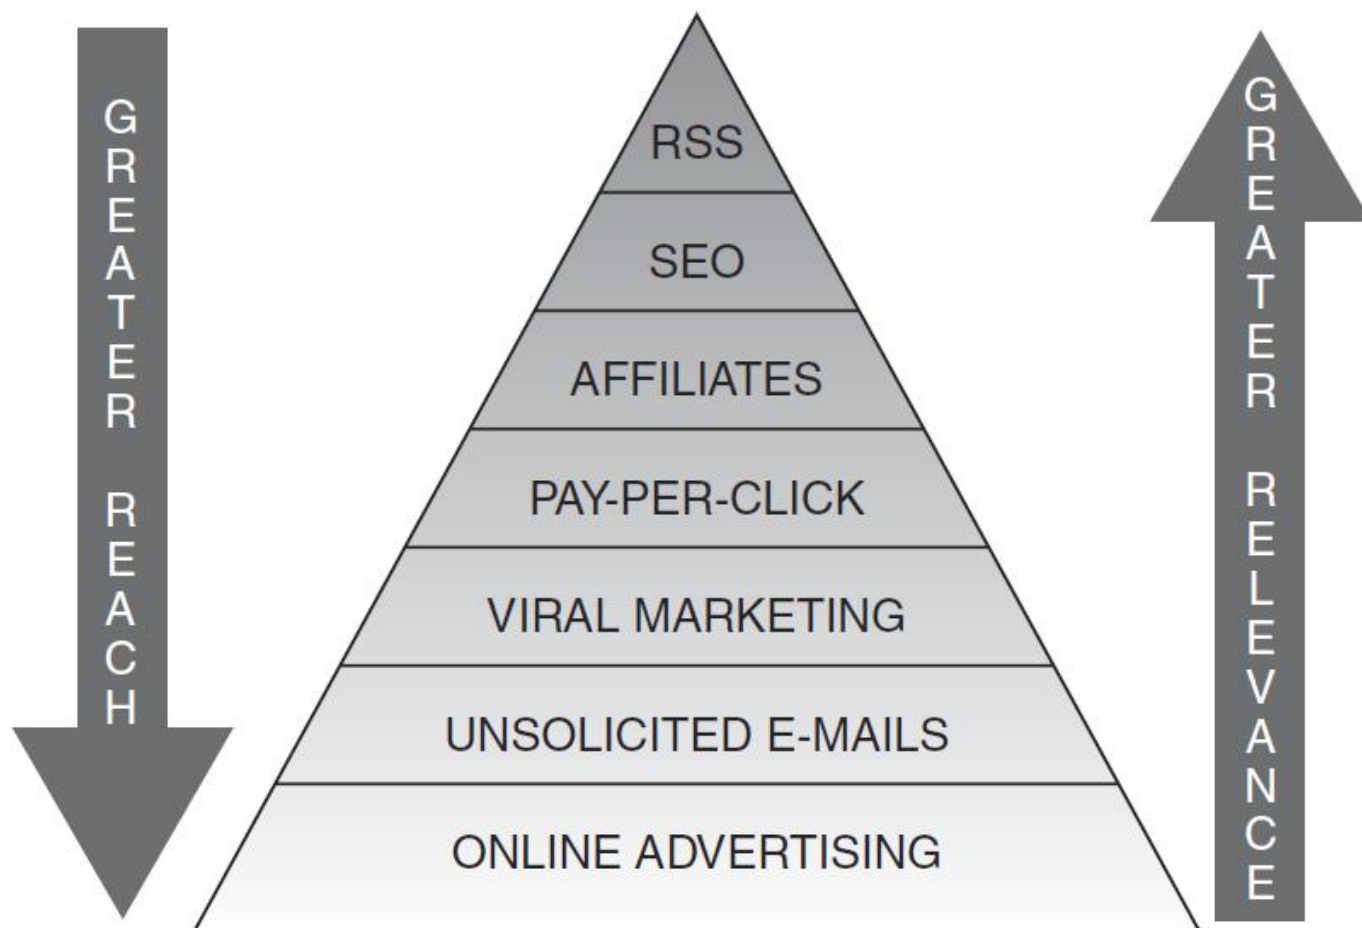 GREATER REACH
RSS
SEO
AFFILIATES
PAY-PER-CLICK
VIRAL MARKETING
UNSOLICITED E-MAILS
ONLINE ADVERTISING
GREATER RELEVANCE